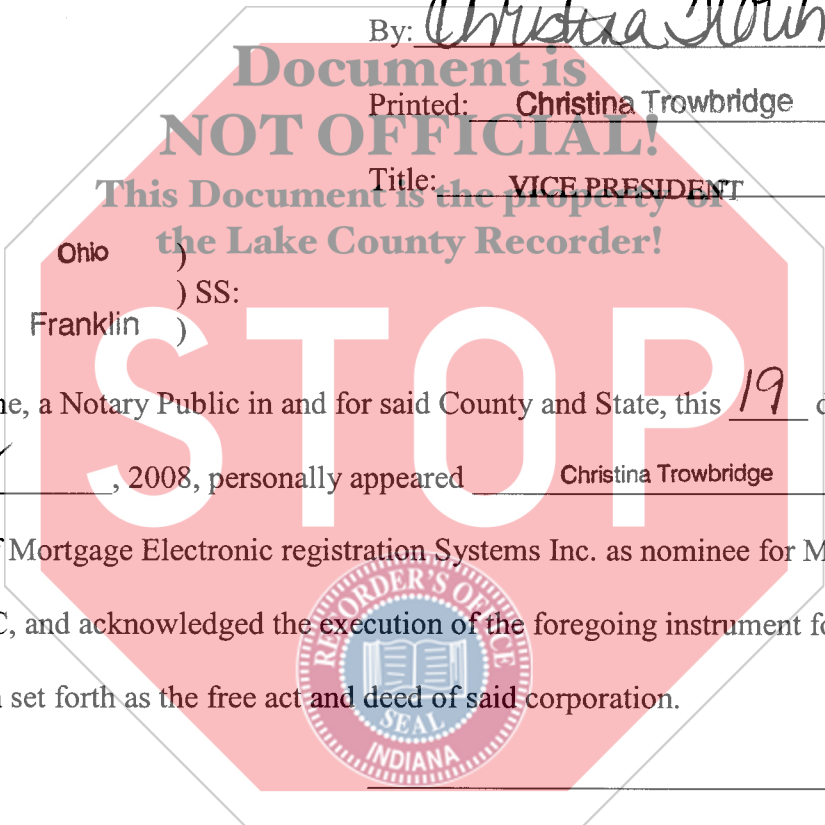 By: Christina Trowb
Document is
Printed: Christina Trowbridge
NOT OFFICIAL!
Title: VICE PRESIDENT
This Document is the property of
the Lake County Recorder!
Ohio )
) SS:
Franklin )
STOP
e, a Notary Public in and for said County and State, this 19 d
, 2008, personally appeared Christina Trowbridge
f Mortgage Electronic registration Systems Inc. as nominee for M
C, and acknowledged the execution of the foregoing instrument fo
set forth as the free act and deed of said corporation.
RECORDER'S OFFICE
SEAL
INDIANA